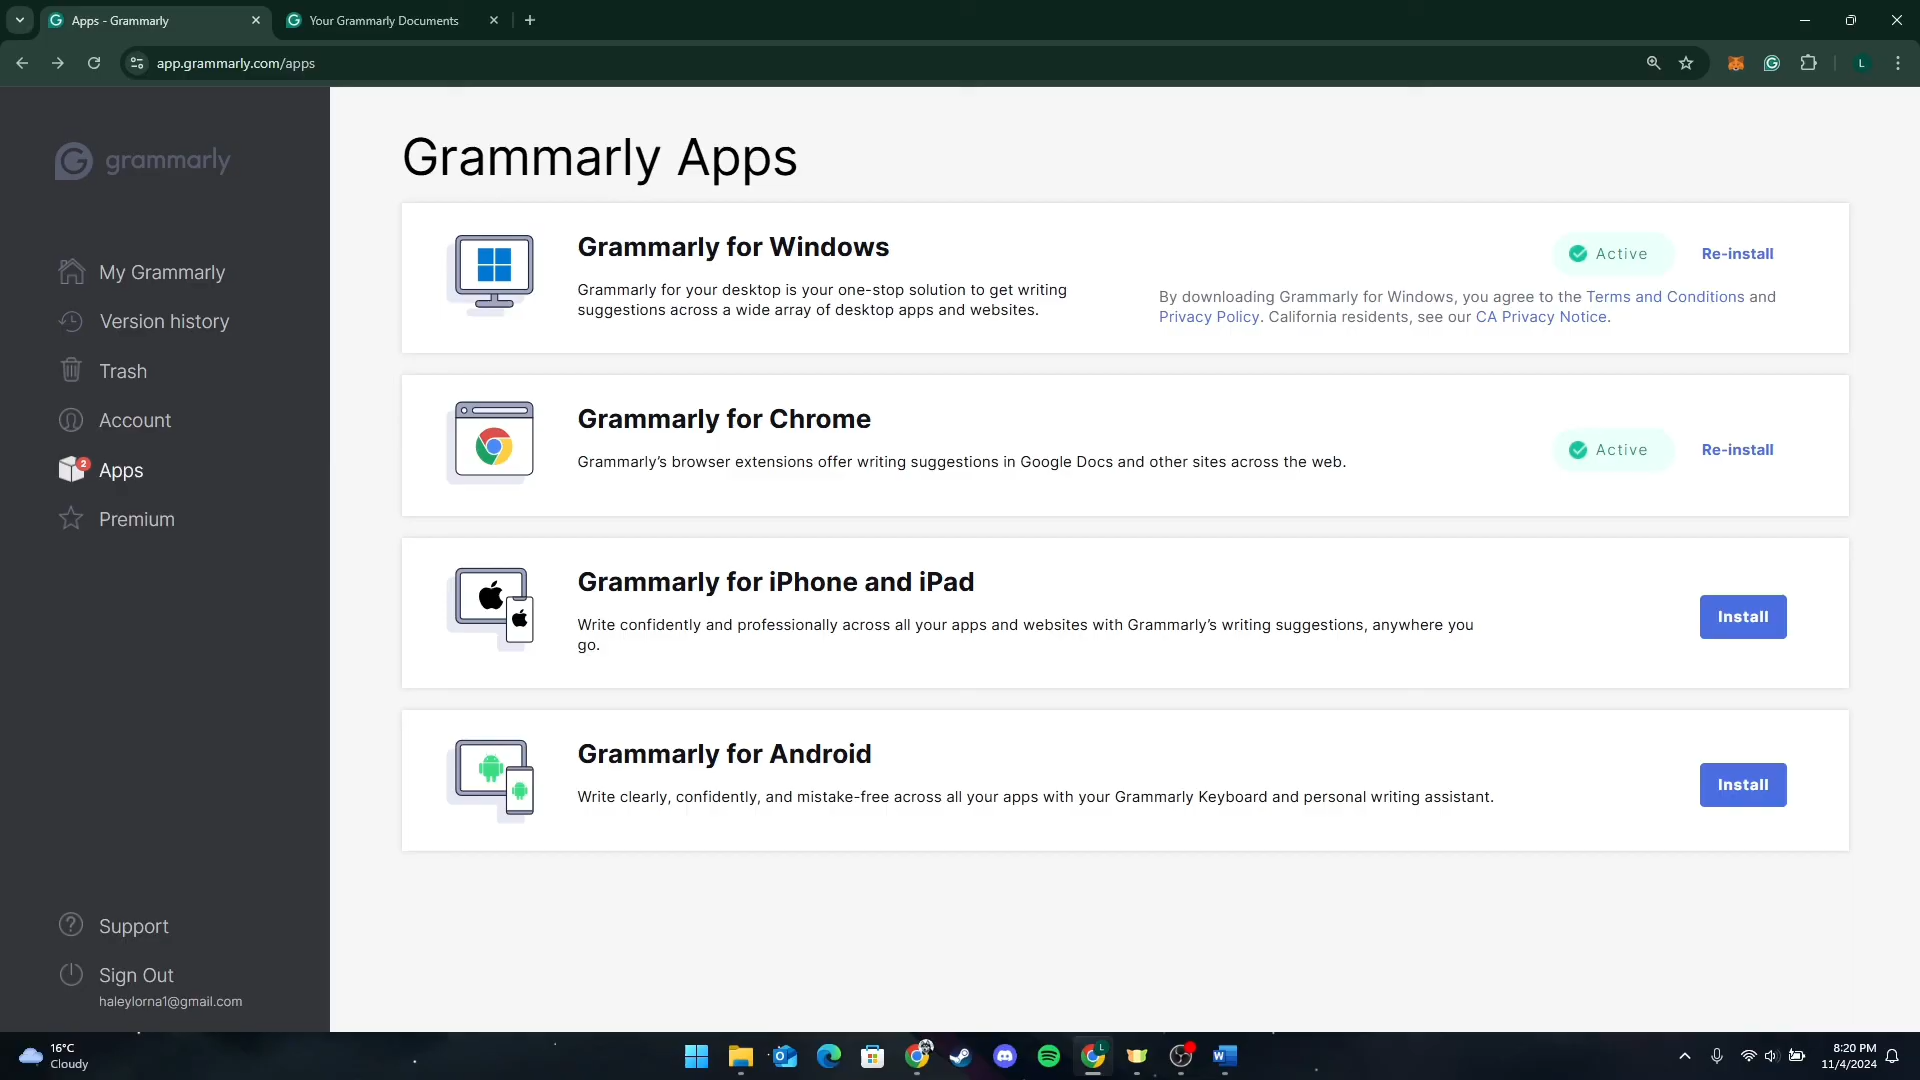 Apps - Grammarly
Your Grammarly Documents
app.grammarly.com/apps
L
grammarly
My Grammarly
Version history
Trash
Account
2
Apps
Premium
Support
Sign Out
haleylorna1@gmail.com
Grammarly Apps
Grammarly for Windows
Grammarly for your desktop is your one-stop solution to get writing
suggestions across a wide array of desktop apps and websites.
Active
Re-install
By downloading Grammarly for Windows, you agree to the Terms and Conditions and
Privacy Policy. California residents, see our CA Privacy Notice.
Grammarly for Chrome
Grammarly’s browser extensions offer writing suggestions in Google Docs and other sites across the web.
Active
Re-install
Grammarly for iPhone and iPad
Write confidently and professionally across all your apps and websites with Grammarly’s writing suggestions, anywhere you
go.
Install
Grammarly for Android
Write clearly, confidently, and mistake-free across all your apps with your Grammarly Keyboard and personal writing assistant.
Install
16°C
Cloudy
8:20 PM
11/4/2024